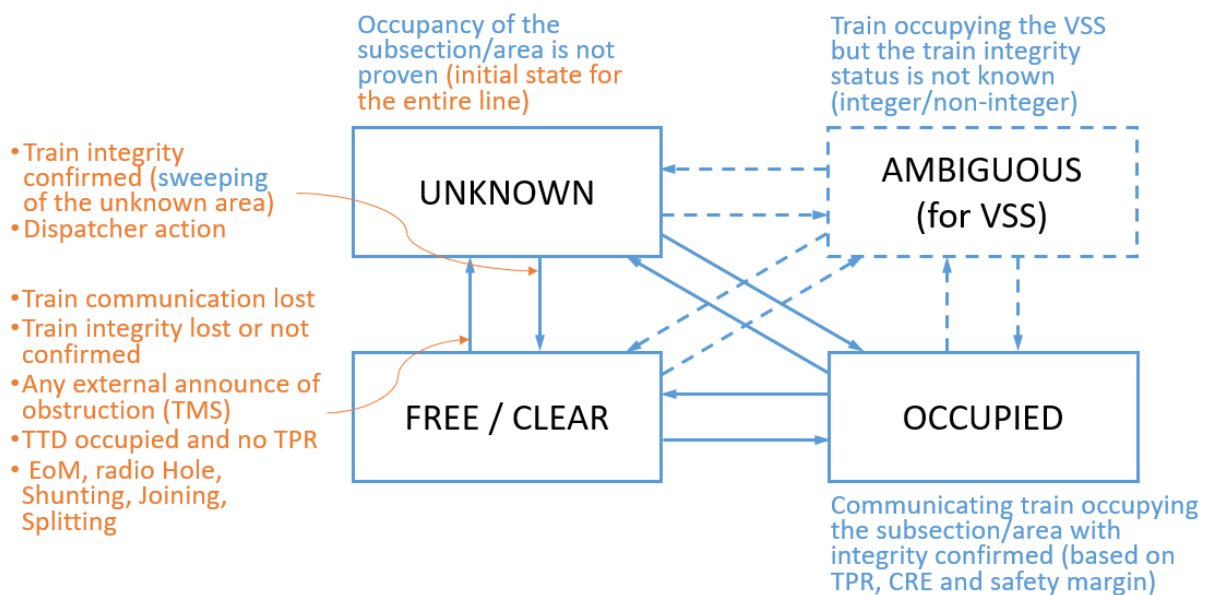 Occupancy of the
subsection/area is not
proven (initial state for
the entire line)
Train occupying the VSS
but the train integrity
status is not known
(integer/non-integer)
•Train integrity
confirmed (sweeping
of the unknown area)
•Dispatcher action
UNKNOWN
AMBIGUOUS
(for VSS)
•Train communication lost
•Train integrity lost or not
confirmed
•Any external announce of
obstruction (TMS)
•TTD occupied and no TPR
• EoM, radio Hole,
Shunting, Joining,
Splitting
FREE / CLEAR
OCCUPIED
Communicating train occupying
the subsection/area with
integrity confirmed (based on
TPR, CRE and safety margin)